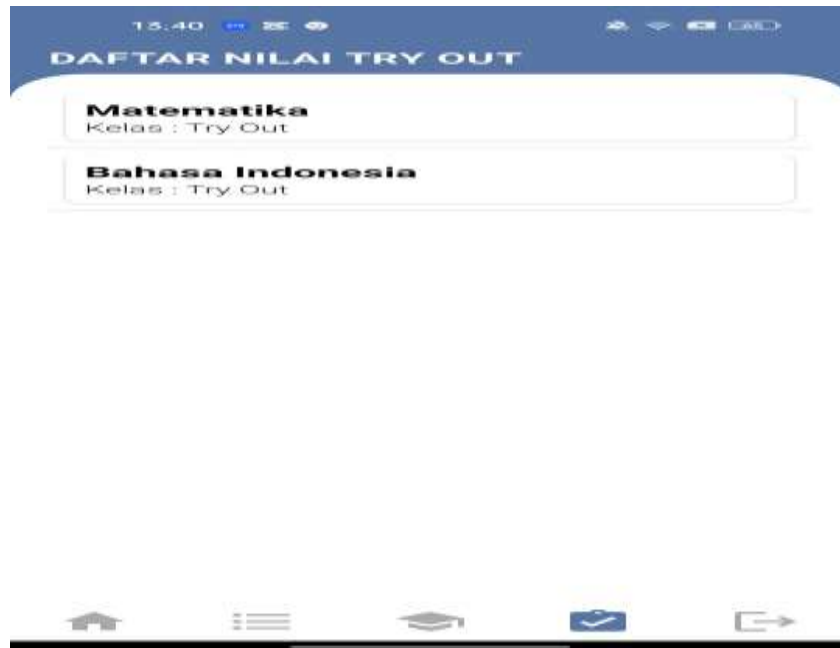 15:40
DAFTAR NILAI TRY OUT
Matematika
Kelas : Try Out
Bahasa Indonesia
Kelas : Try Out